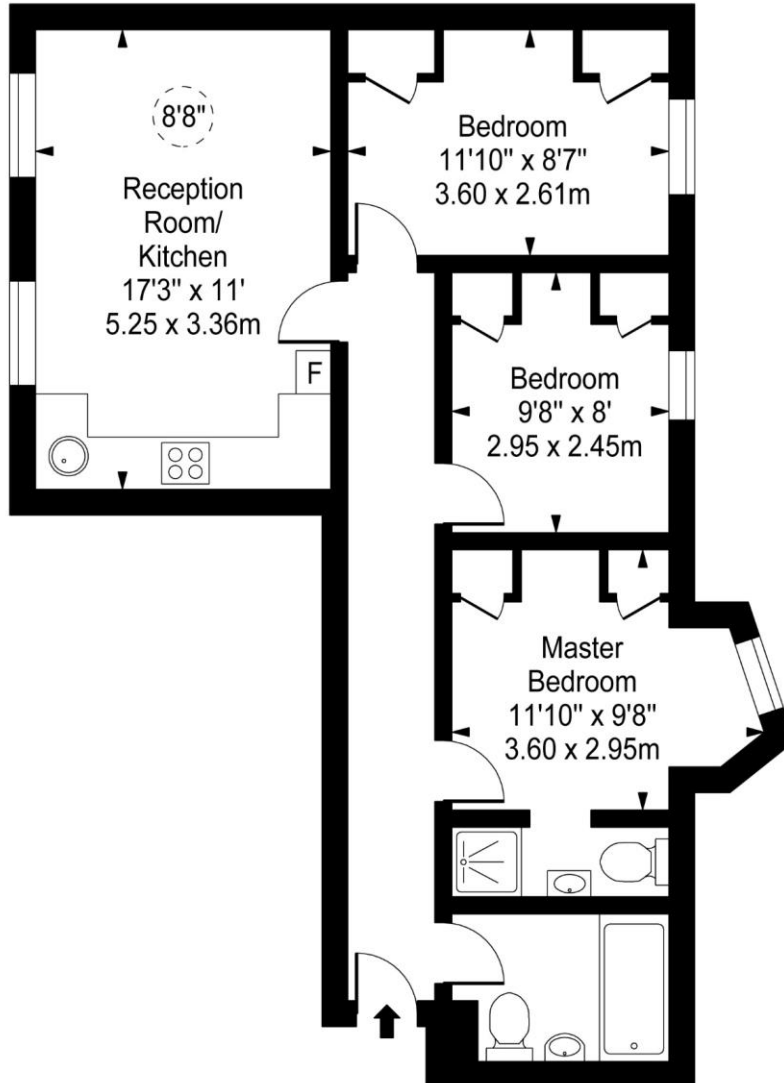 8'8"
Reception
Room/
Kitchen
17'3" x 11'
5.25 x 3.36m
F
Bedroom
11'10" x 8'7"
3.60 x 2.61m
Bedroom
9'8" x 8'
2.95 x 2.45m
Master
Bedroom
11'10" x 9'8"
3.60 x 2.95m